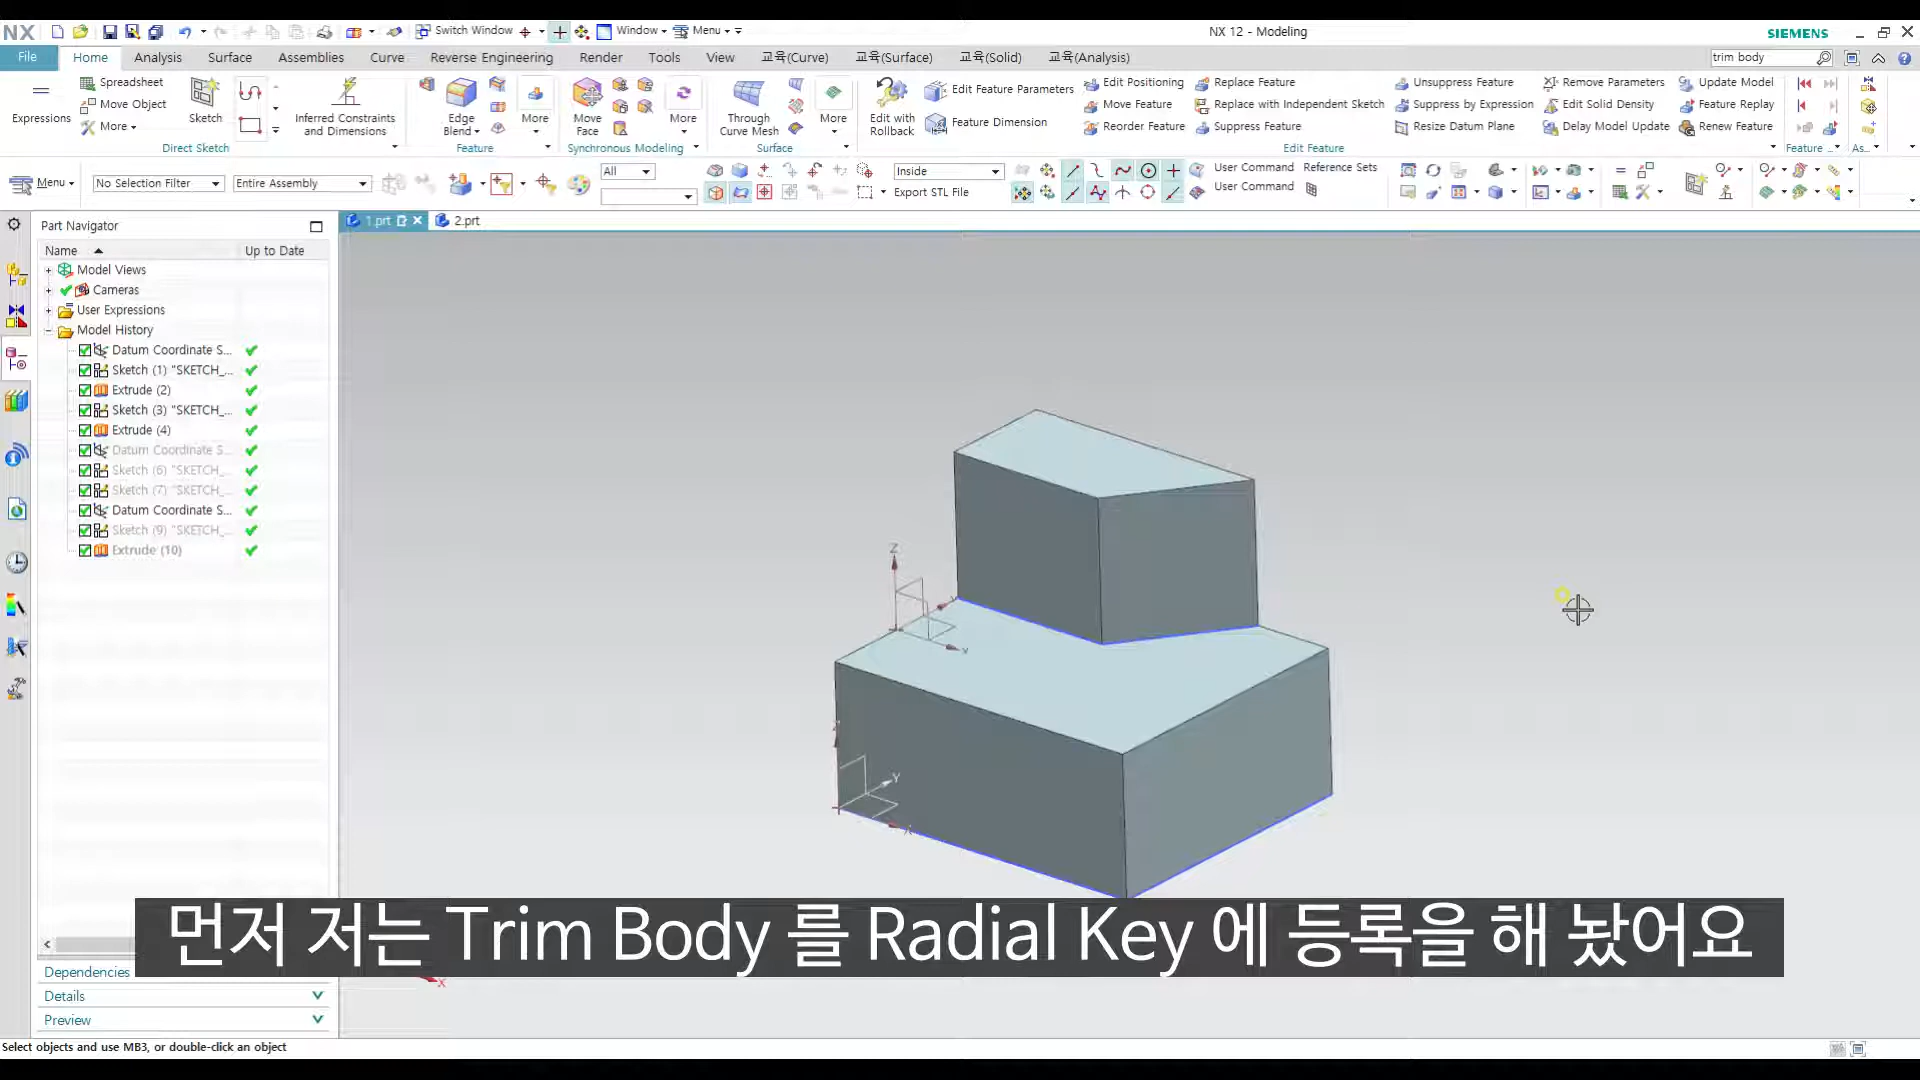 NX
Switch Window
Window
Menu
NX 12 - Modeling
SIEMENS
File
Home
Analysis
Surface
Assemblies
Curve
Reverse Engineering
Render
Tools
View
교육(Curve)
교육(Surface)
교육(Solid)
교육(Analysis)
trim body
Expressions
Spreadsheet
Move Object
More
Sketch
Inferred Constraints
and Dimensions
Direct Sketch
Edge
Blend
More
Feature
Move
Face
More
Synchronous Modeling
Through
Curve Mesh
More
Surface
Edit with
Rollback
Edit Feature Parameters
Feature Dimension
Edit Positioning
Move Feature
Reorder Feature
Replace Feature
Replace with Independent Sketch
Suppress Feature
Unsuppress Feature
Suppress by Expression
Resize Datum Plane
Remove Parameters
Edit Solid Density
Delay Model Update
Update Model
Feature Replay
Renew Feature
Edit Feature
Feature ...
As...
Menu
No Selection Filter
Entire Assembly
All
Inside
Export STL File
User Command
Reference Sets
User Command
Part Navigator
1.prt
2.prt
Name
Up to Date
Model Views
Cameras
User Expressions
Model History
Datum Coordinate S...
Sketch (1) "SKETCH_...
Extrude (2)
Sketch (3) "SKETCH_...
Extrude (4)
Datum Coordinate S...
Sketch (6) "SKETCH_...
Sketch (7) "SKETCH_...
Datum Coordinate S...
Sketch (9) "SKETCH_...
Extrude (10)
Z
Y
X
먼저 저는 Trim Body 를 Radial Key 에 등록을 해 놨어요
Dependencies
X
Details
Preview
Select objects and use MB3, or double-click an object